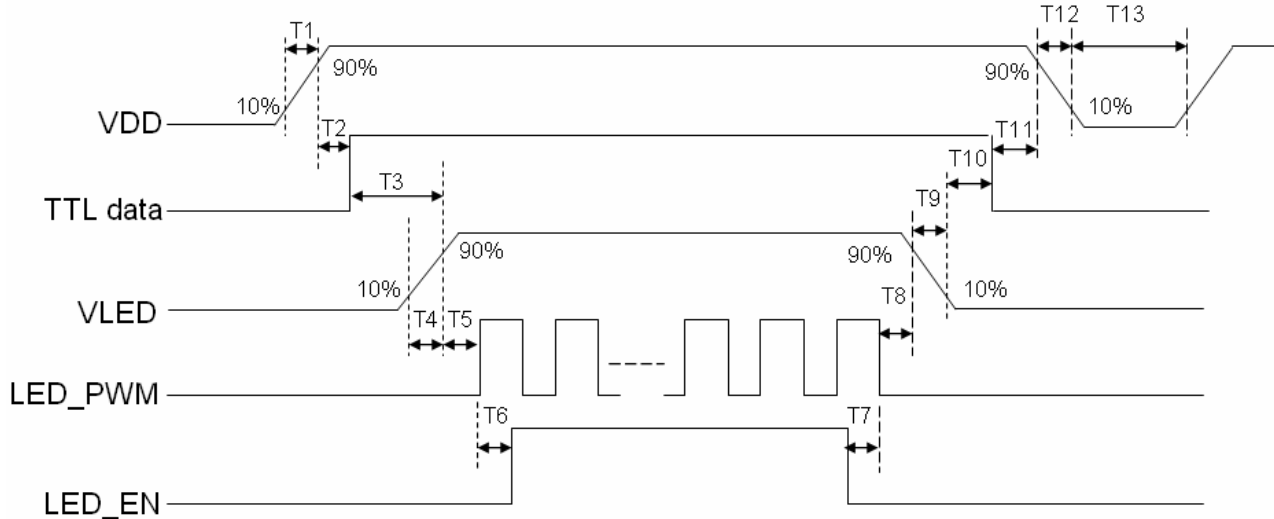 T1
T12 T13
90% 90%
10% 10%
VDD
T2 T11
T10
T3
TTL data T9
90% 90%
10% 10%
VLED T4 T5 T8
LED_PWM
T6 T7
LED_EN